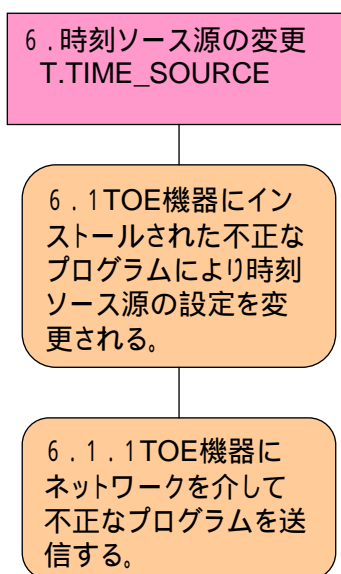 ６.時刻ソース源の変更
T.TIME_SOURCE
６.1TOE機器にイン
ストールされた不正な
プログラムにより時刻
ソース源の設定を変
更される。
６.１.１TOE機器に
ネットワークを介して
不正なプログラムを送
信する。